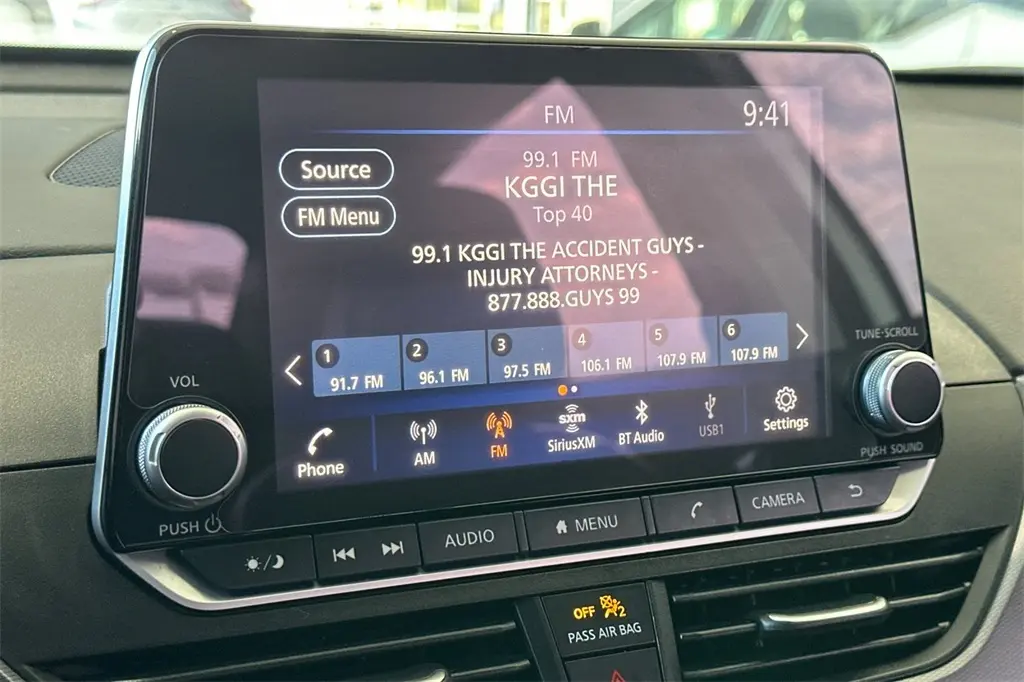 FM
9:41
Source
99.1 FM
KGGI THE
FM Menu
Top 40
99.1 KGGI THE ACCIDENT GUYS -
INJURY ATTORNEYS -
877.888.GUYS 99
1
91.7 FM
2
96.1 FM
3
97.5 FM
4
106.1 FM
5
107.9 FM
6
107.9 FM
Phone
AM
FM
sxm
SiriusXM
BT Audio
USB1
Settings
VOL
PUSH
TUNE·SCROLL
PUSH SOUND
AUDIO
MENU
CAMERA
OFF 2
PASS AIR BAG